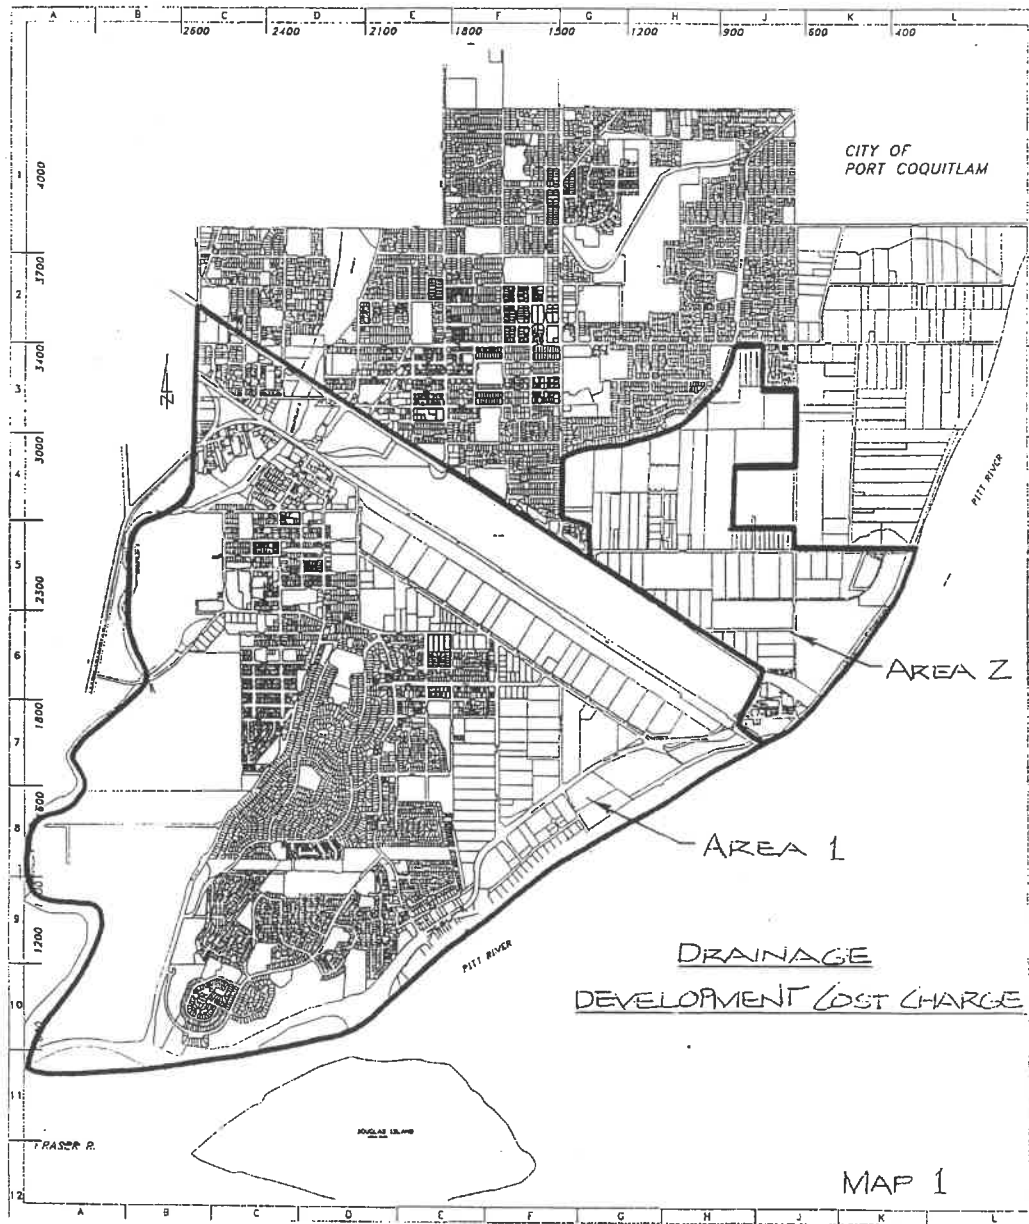 A B C D E F G H J K L
2600 2400 2100 1800 1500 1200 900 600 400
CITY OF
PORT COQUITLAM
1
4000
3700
2
3400
3
3000
4
PITT RIVER
5
2300
6
AREA 2
1800
7
8
AREA 1
9
1200
PITT RIVER
DRAINAGE
DEVELOPMENT COST CHARGE
10
11
DOUGLAS ISLAND
FRASER R.
MAP 1
12
A B C D E F G H J K L